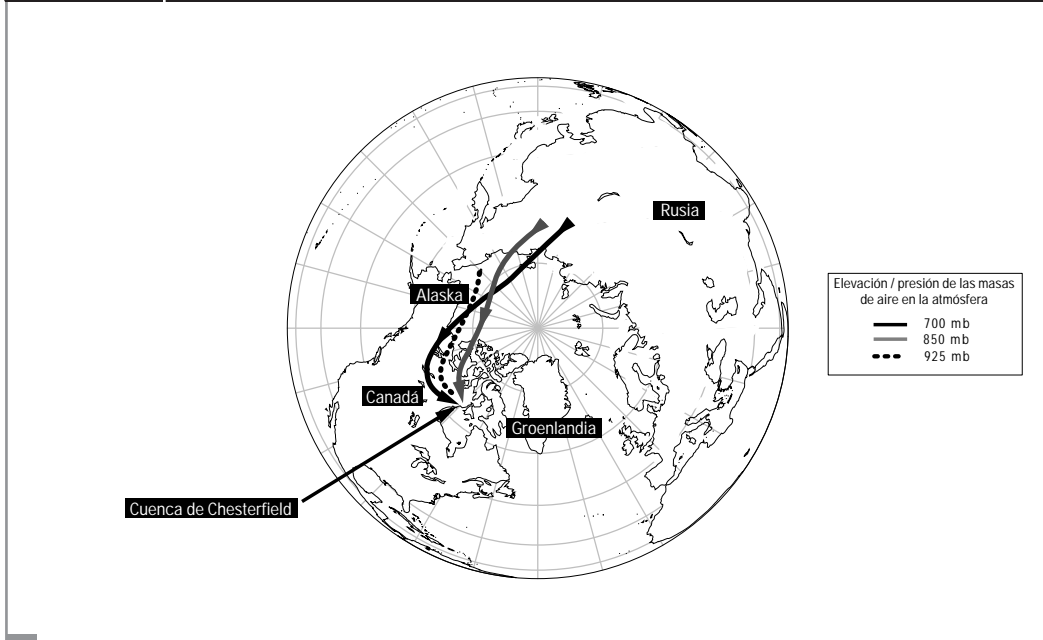 Rusia
Alaska
Elevación / presión de las masas
de aire en la atmósfera
700 mb
850 mb
925 mb
Canadá
Groenlandia
Cuenca de Chesterfield